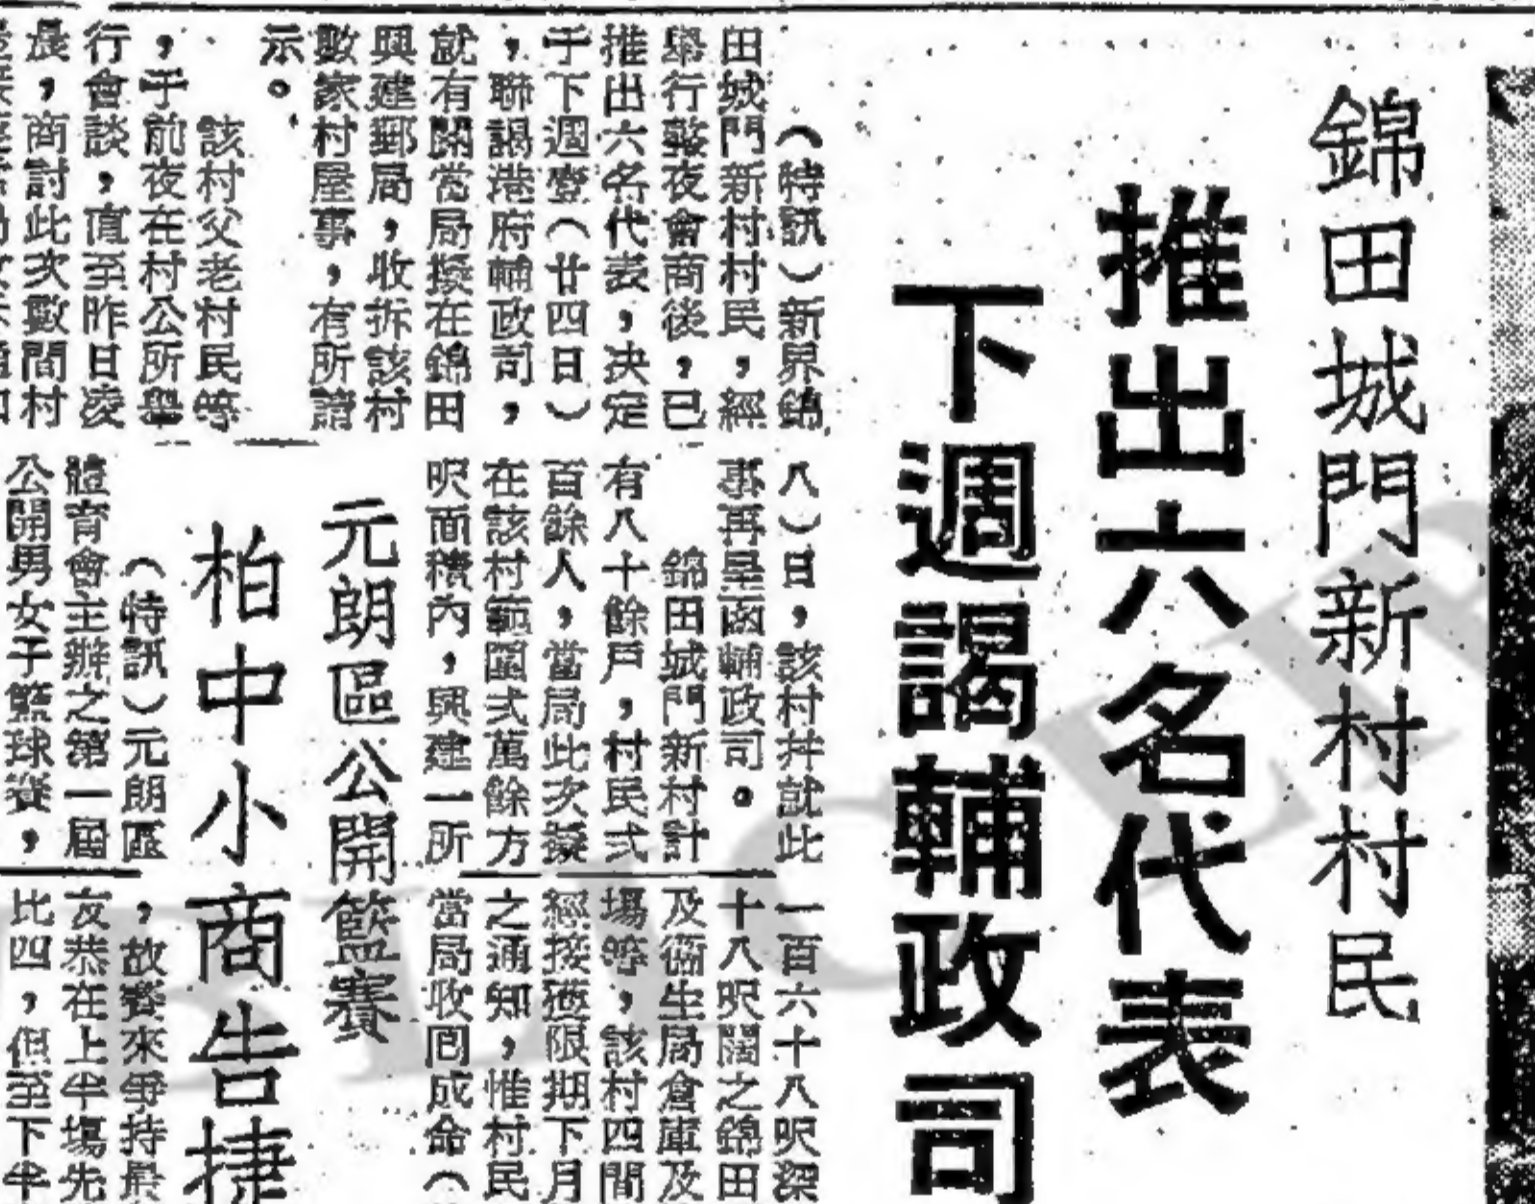 錦田城門新村村民
推出六名代表
下週謁輔政司
（特訊）新界錦
田城門新村村民，經
舉行整夜會商後，已
推出六名代表，決定
于下週壹（廿四日）
，聯謁港府輔政司，
就有關當局擬在錦田
興建郵局，收拆該村
數家村屋事，有所請
示。
該村父老村民等
，于前夜在村公所舉
行會談，直至昨日凌
晨，商討此次數間村
八）日，該村幷就此
事再呈函輔政司。
錦田城門新村計
有八十餘戶，村民弍
百餘人，當局此次擬
在該村範圍弍萬餘方
呎面積內，興建一所
一百六十八呎深
十八呎闊之錦田
及衞生局倉庫及
場等，該村四間
經接獲限期下月
之通知，惟村民
當局收囘成命（
元朗區公開籃賽
柏中小商告捷
（特訊）元朗區
體育會主辦之第一屆
公開男女子籃球賽，
，故賽來爭持
友恭在上半塲先
比四，但至下半